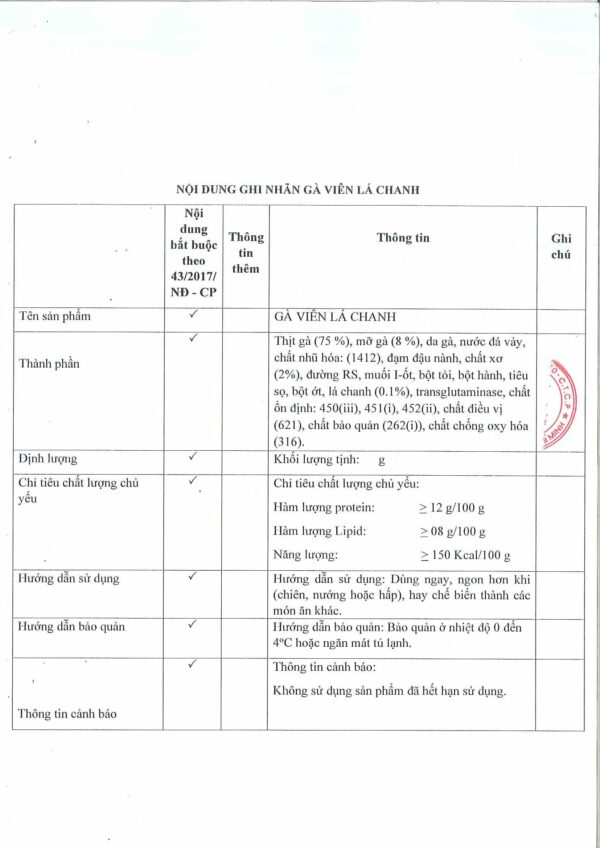 NỘI DUNG GHI NHÃN GÀ VIÊN LÁ CHANH
Nội dung bắt buộc theo 43/2017/ NĐ - CP
Thông tin thêm
Thông tin
Ghi chú
Tên sản phẩm ✓ GÀ VIÊN LÁ CHANH
Thành phần ✓
Thịt gà (75 %), mỡ gà (8 %), da gà, nước đá vảy,
chất nhũ hóa: (1412), đạm đậu nành, chất xơ
(2%), đường RS, muối I-ốt, bột tỏi, bột hành, tiêu
sọ, bột ớt, lá chanh (0.1%), transglutaminase, chất
ổn định: 450(iii), 451(i), 452(ii), chất điều vị
(621), chất bảo quản (262(i)), chất chống oxy hóa
(316).
C.T.C.P ★
MINH
Định lượng ✓ Khối lượng tịnh: g
Chỉ tiêu chất lượng chủ yếu ✓
Chỉ tiêu chất lượng chủ yếu:
Hàm lượng protein: ≥ 12 g/100 g
Hàm lượng Lipid: ≥ 08 g/100 g
Năng lượng: ≥ 150 Kcal/100 g
Hướng dẫn sử dụng ✓
Hướng dẫn sử dụng: Dùng ngay, ngon hơn khi
(chiên, nướng hoặc hấp), hay chế biến thành các
món ăn khác.
Hướng dẫn bảo quản ✓
Hướng dẫn bảo quản: Bảo quản ở nhiệt độ 0 đến
4ºC hoặc ngăn mát tủ lạnh.
Thông tin cảnh báo ✓
Thông tin cảnh báo:
Không sử dụng sản phẩm đã hết hạn sử dụng.